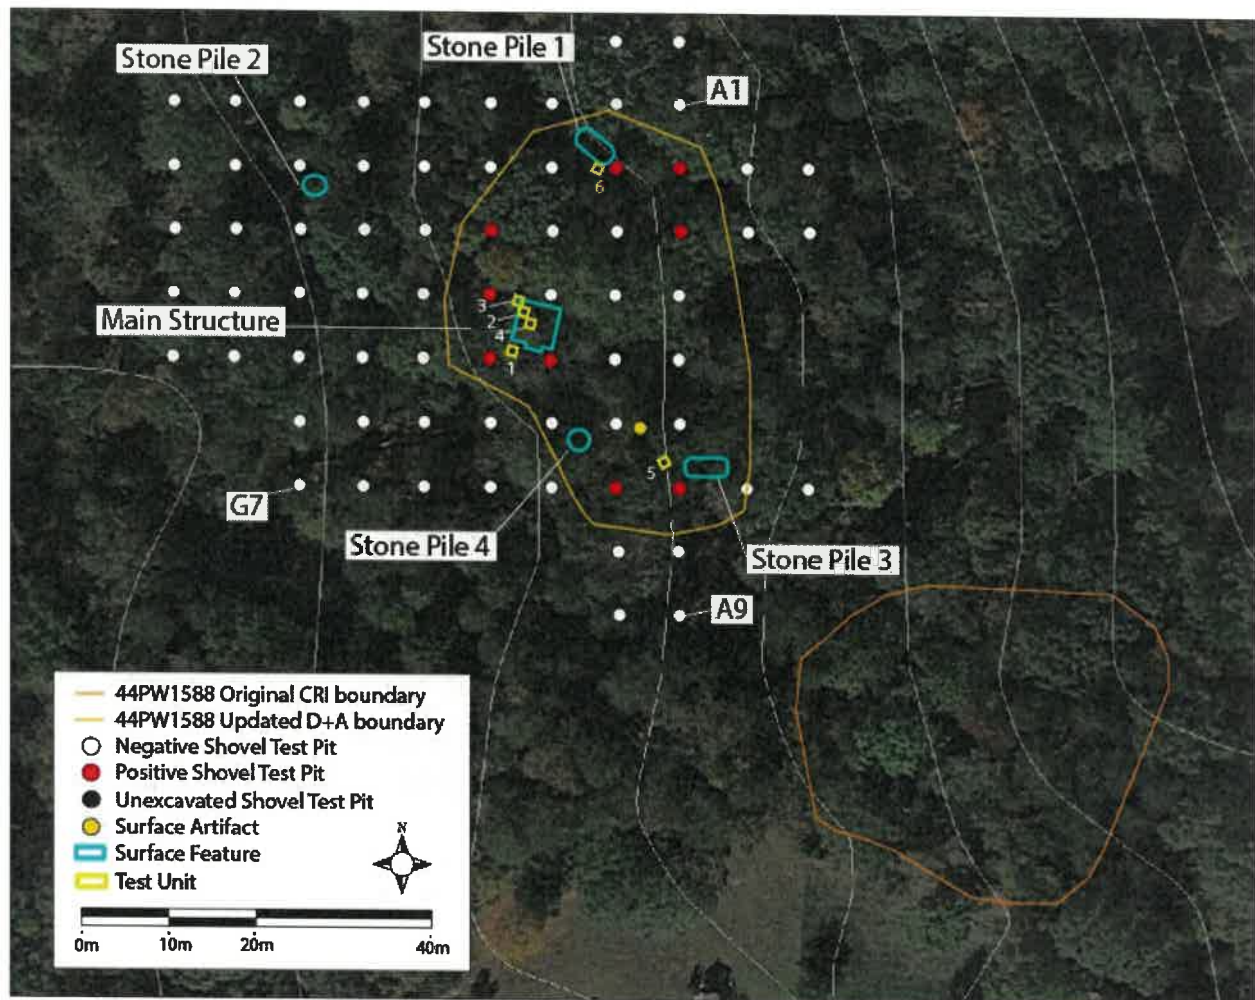 Stone Pile 1
Stone Pile 2
A1
6
3
Main Structure
2
4
1
5
G7
Stone Pile 4
Stone Pile 3
A9
44PW1588 Original CRI boundary
44PW1588 Updated D+A boundary
Negative Shovel Test Pit
Positive Shovel Test Pit
Unexcavated Shovel Test Pit
Surface Artifact
Surface Feature
Test Unit
N
0m 10m 20m 40m